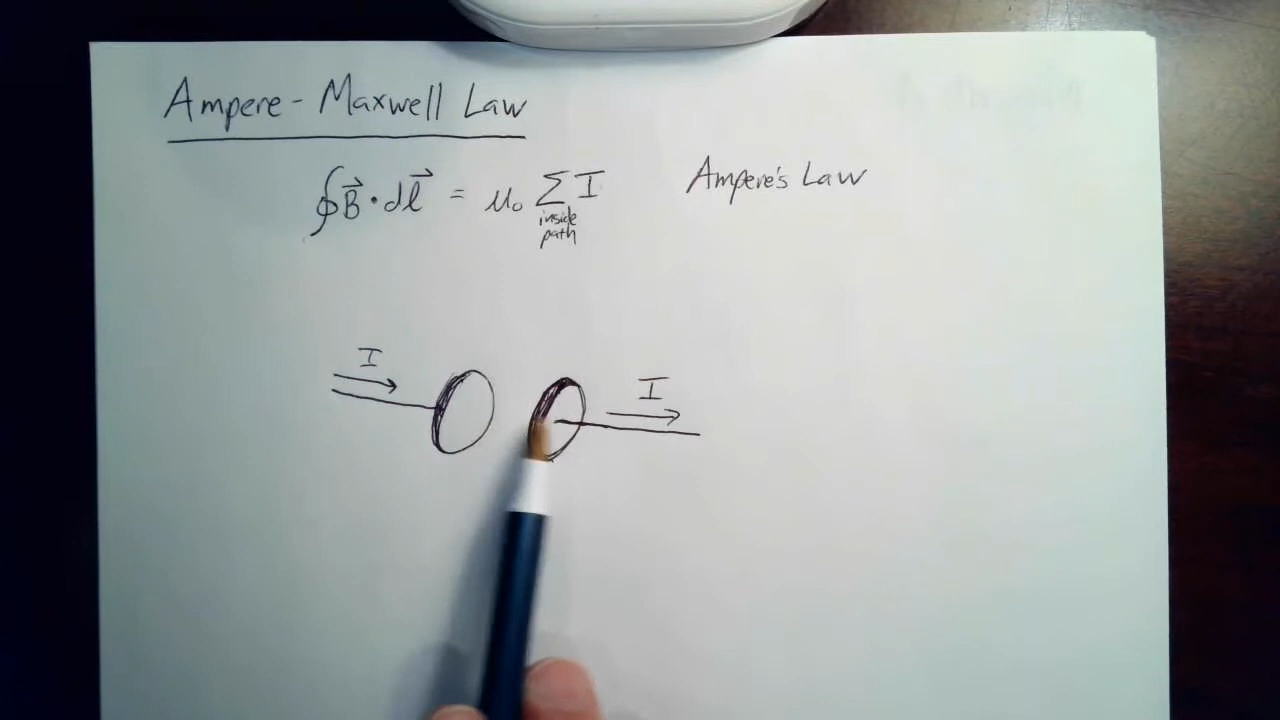 Ampere-Maxwell Law
∮B⃗·dl⃗ = μ₀ ∑ I Ampere's Law
inside
path
I
I